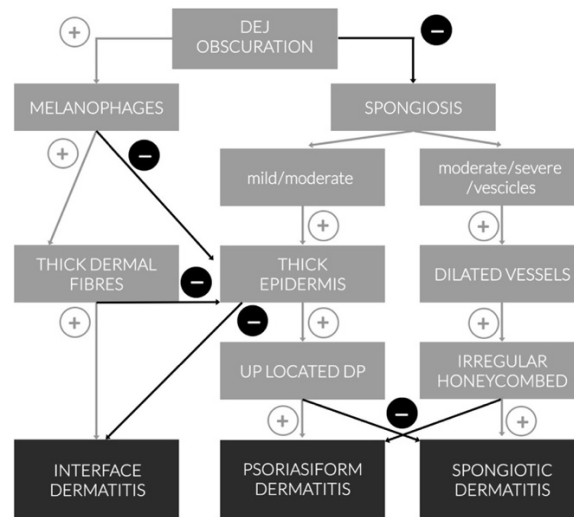 DEJ
OBSCURATION
+
−
MELANOPHAGES
SPONGIOSIS
+
−
mild/moderate
moderate/severe
/vescicles
+
+
THICK DERMAL
FIBRES
−
THICK
EPIDERMIS
DILATED VESSELS
+
−
+
+
UP LOCATED DP
IRREGULAR
HONEYCOMBED
+
−
+
INTERFACE
DERMATITIS
PSORIASIFORM
DERMATITIS
SPONGIOTIC
DERMATITIS